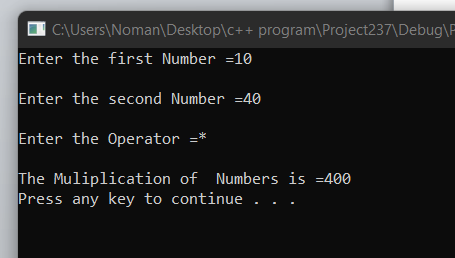 C:\Users\Noman\Desktop\c++ program\Project237\Debug\
Enter the first Number =10
Enter the second Number =40
Enter the Operator =*
The Muliplication of  Numbers is =400
Press any key to continue . . .